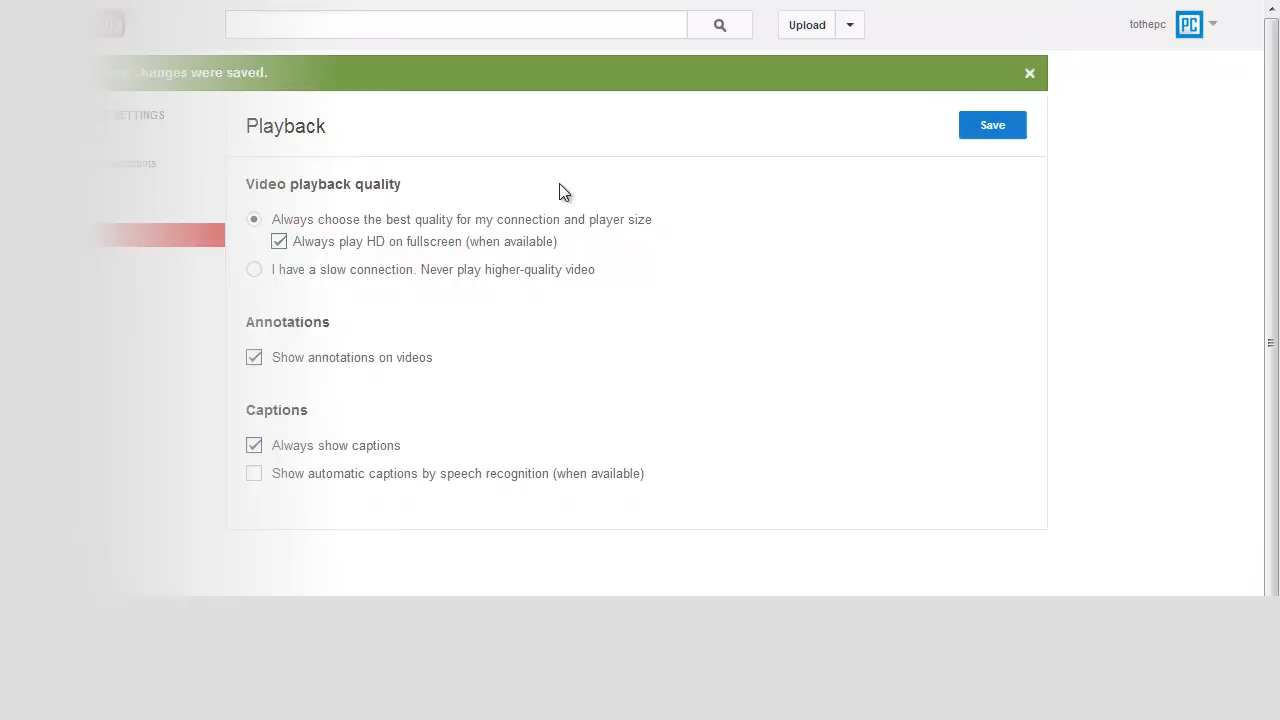 Upload
tothepc
PC
changes were saved.
SETTINGS
Playback
Save
Video playback quality
Always choose the best quality for my connection and player size
Always play HD on fullscreen (when available)
I have a slow connection. Never play higher-quality video
Annotations
Show annotations on videos
Captions
Always show captions
Show automatic captions by speech recognition (when available)